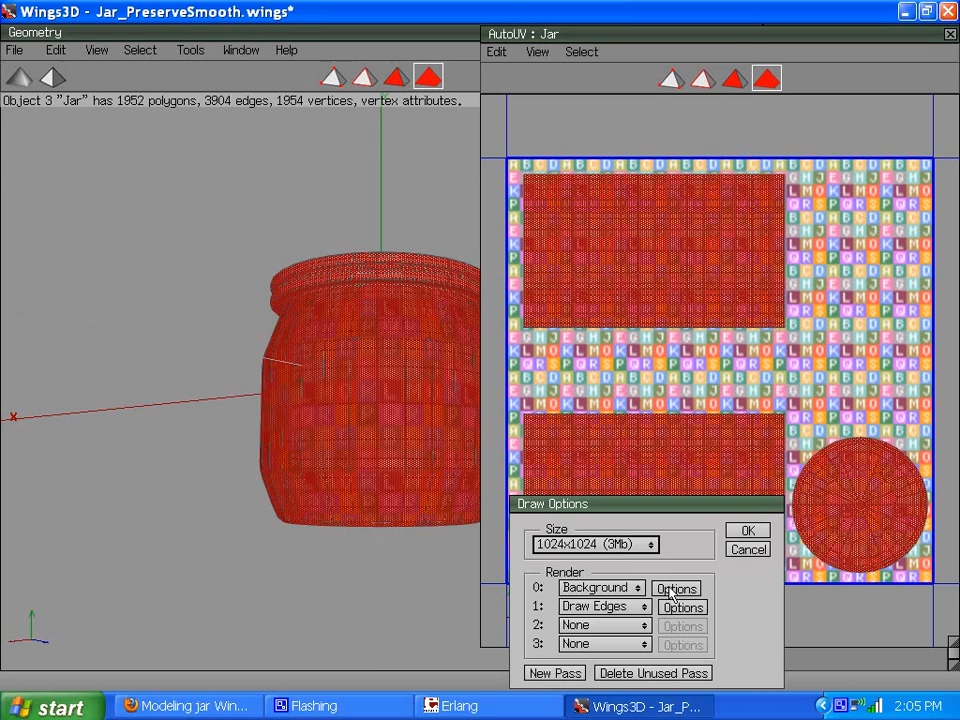 Wings3D - Jar_PreserveSmooth.wings*
Geometry
File Edit View Select Tools Window Help
Object 3 "Jar" has 1952 polygons, 3904 edges, 1954 vertices, vertex attributes.
X
AutoUV : Jar
Edit View Select
Draw Options
Size
1024x1024 (3Mb)
OK
Cancel
Render
0: Background Options
1: Draw Edges Options
2: None Options
3: None Options
New Pass Delete Unused Pass
start Modeling jar Win... Flashing Erlang Wings3D - Jar_P... 2:05 PM